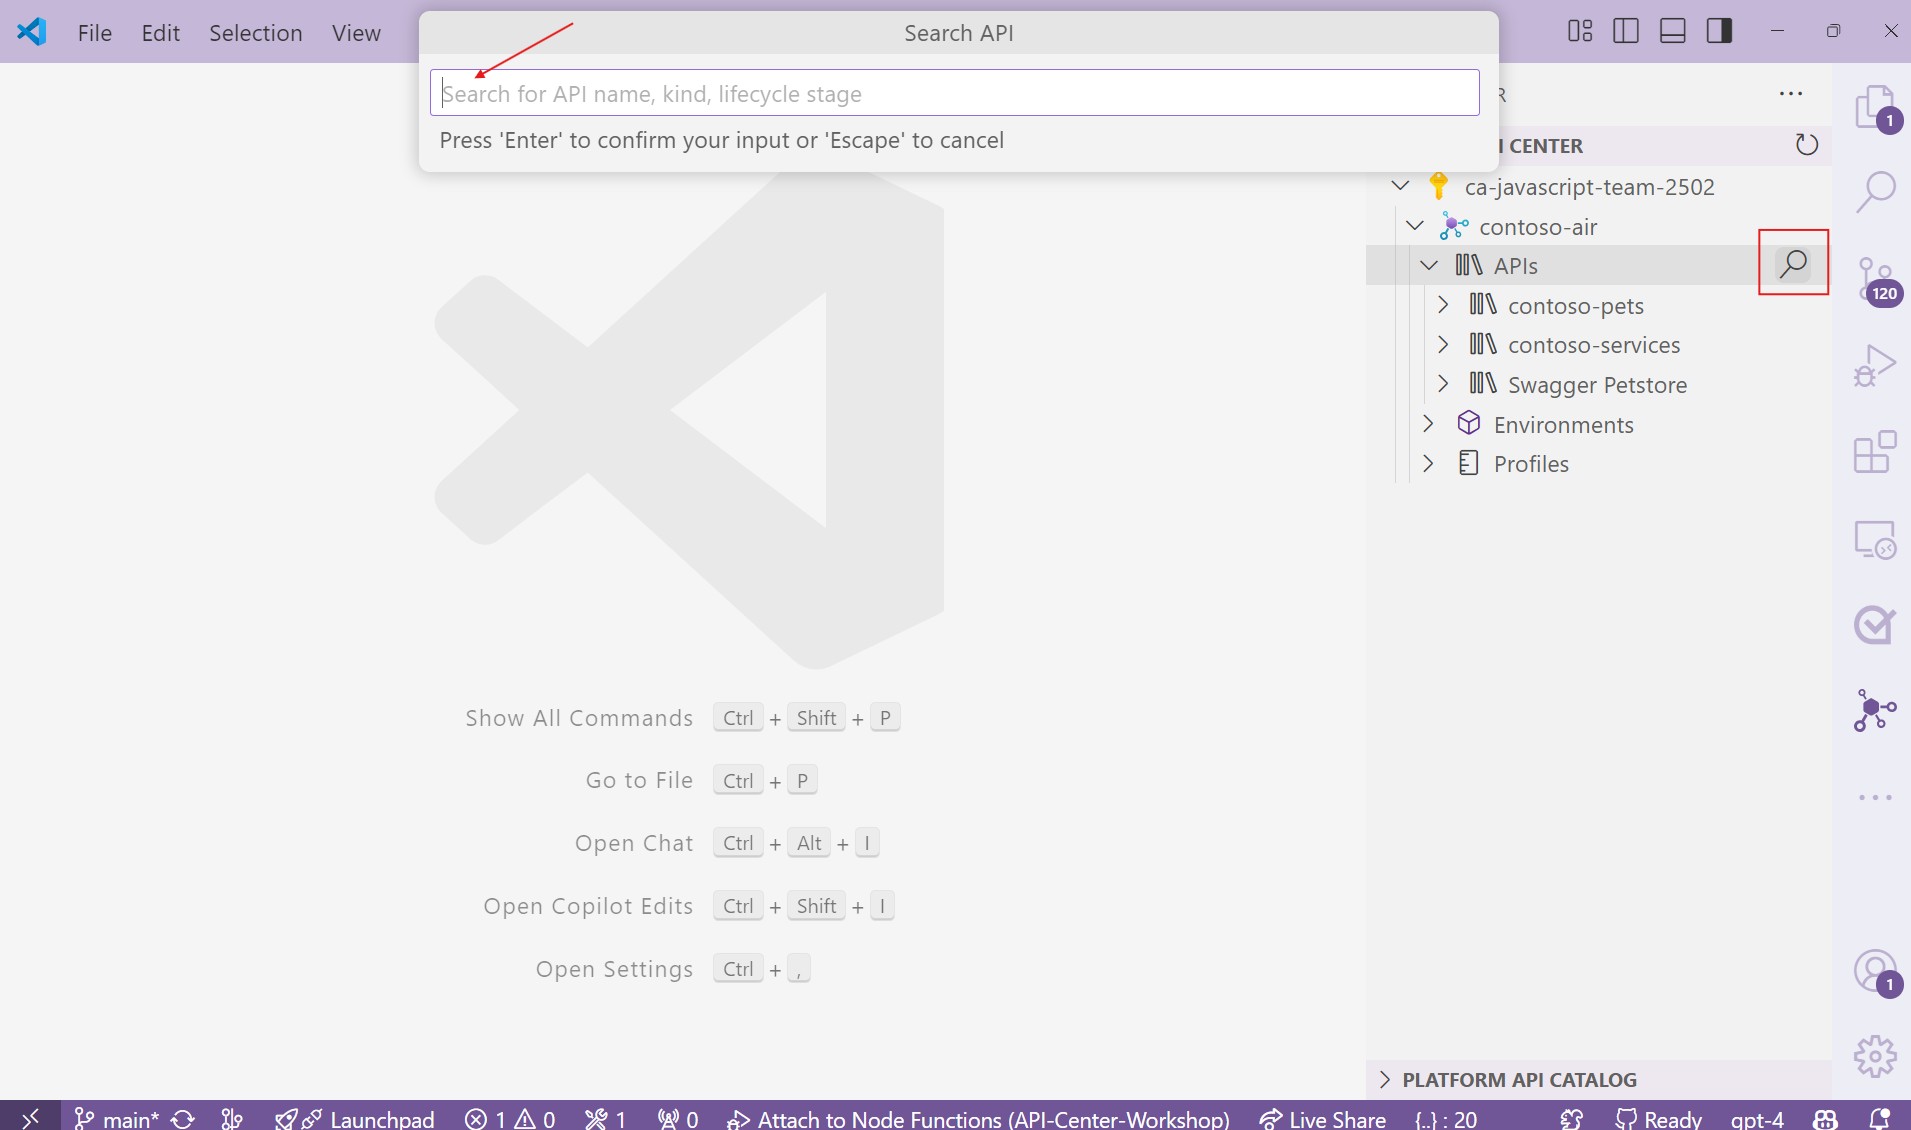 File Edit Selection View
Search API
Search for API name, kind, lifecycle stage
Press 'Enter' to confirm your input or 'Escape' to cancel
R
I CENTER
ca-javascript-team-2502
contoso-air
APIs
contoso-pets
contoso-services
Swagger Petstore
Environments
Profiles
1
120
Show All Commands Ctrl + Shift + P
Go to File Ctrl + P
Open Chat Ctrl + Alt + I
Open Copilot Edits Ctrl + Shift + I
Open Settings Ctrl + ,
1
PLATFORM API CATALOG
main* Launchpad 1 0 1 0 Attach to Node Functions (API-Center-Workshop) Live Share {..} : 20 Ready gpt-4